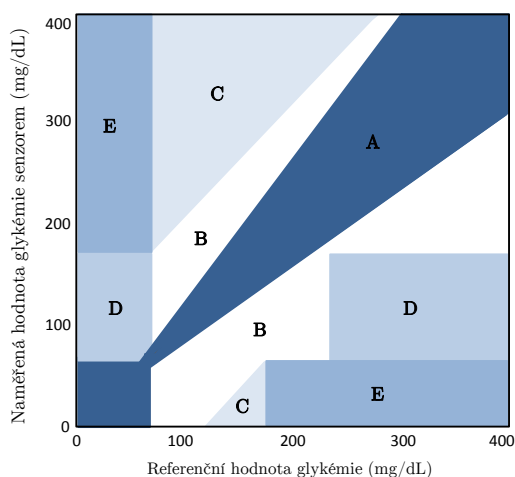 Naměřená hodnota glykémie senzorem (mg/dL)
400
300
200
100
0
E
C
A
B
D
B
D
C
E
0 100 200 300 400
Referenční hodnota glykémie (mg/dL)